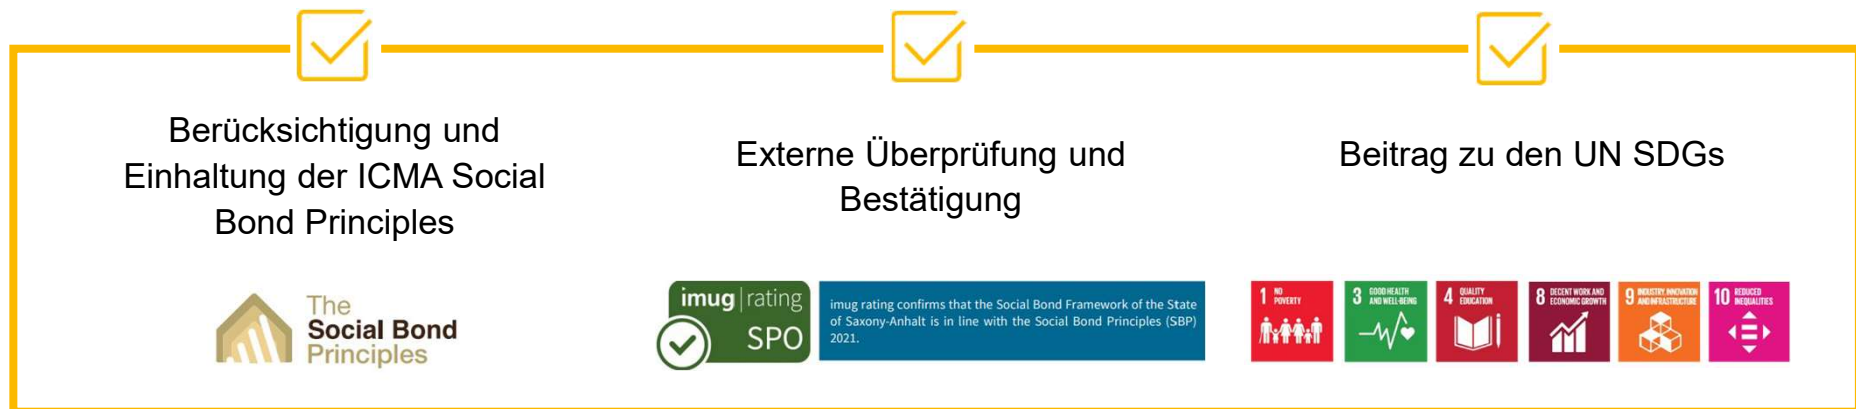 Berücksichtigung und
Einhaltung der ICMA Social
Bond Principles
The
Social Bond
Principles
Externe Überprüfung und
Bestätigung
imug rating
SPO
imug rating confirms that the Social Bond Framework of the State
of Saxony-Anhalt is in line with the Social Bond Principles (SBP)
2021.
Beitrag zu den UN SDGs
1 NO
POVERTY
3 GOOD HEALTH
AND WELL-BEING
4 QUALITY
EDUCATION
8 DECENT WORK AND
ECONOMIC GROWTH
9 INDUSTRY, INNOVATION
AND INFRASTRUCTURE
10 REDUCED
INEQUALITIES